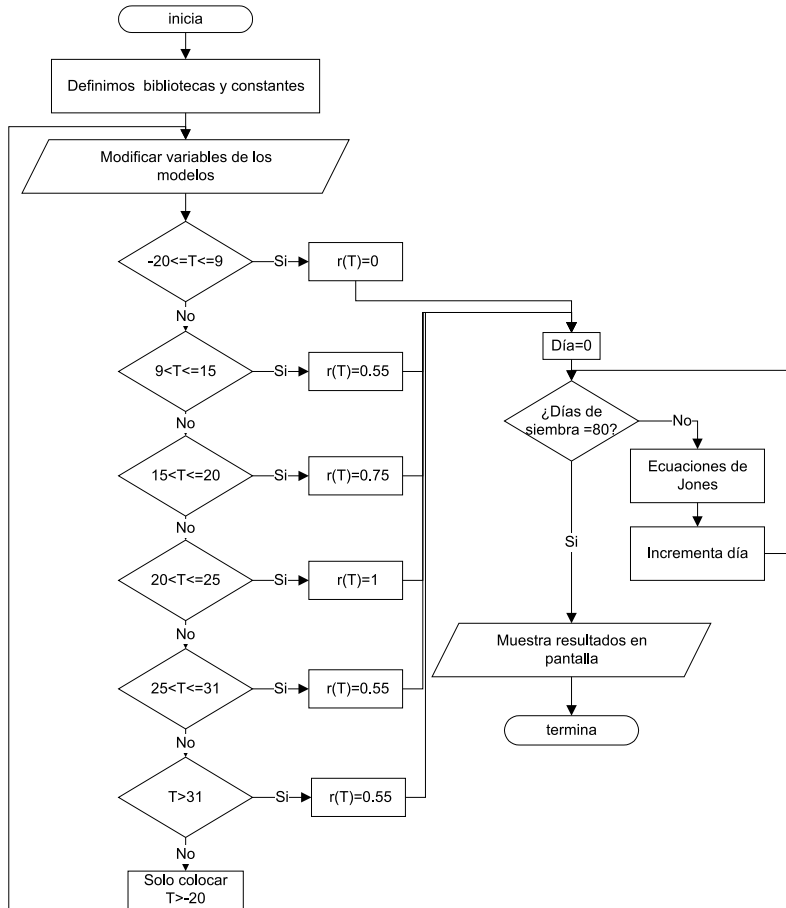 inicia
Definimos bibliotecas y constantes
Modificar variables de los
modelos
-20<=T<=9
Si
r(T)=0
No
9<T<=15
Si
r(T)=0.55
No
15<T<=20
Si
r(T)=0.75
No
20<T<=25
Si
r(T)=1
No
25<T<=31
Si
r(T)=0.55
No
T>31
Si
r(T)=0.55
No
Solo colocar
T>-20
Día=0
¿Días de
siembra =80?
No
Ecuaciones de
Jones
Incrementa día
Si
Muestra resultados en
pantalla
termina